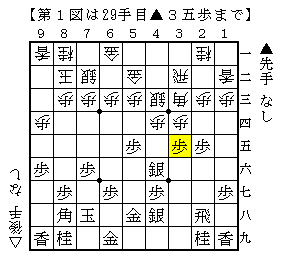 【第１図は29手目▲３五歩まで】
９ ８ ７ ６ ５ ４ ３ ２ １
香 桂 金 桂 一
玉 銀 金 飛 香 二
歩 歩 歩 歩 銀 角 歩 歩 三
歩 歩 歩 四
歩 歩 歩 五
歩 歩 銀 六
歩 歩 歩 歩 七
角 玉 金 銀 飛 八
香 桂 金 桂 香 九
▲先手 なし
△後手 なし